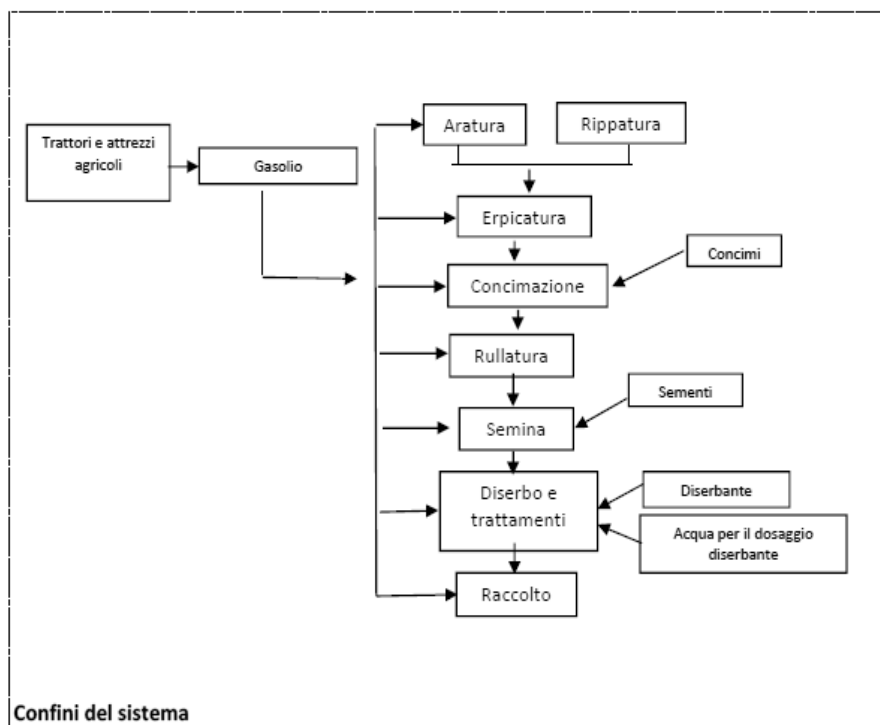 Trattori e attrezzi
agricoli
Gasolio
Aratura
Rippatura
Erpicatura
Concimazione
Concimi
Rullatura
Sementi
Semina
Diserbo e
trattamenti
Diserbante
Acqua per il dosaggio
diserbante
Raccolto
Confini del sistema